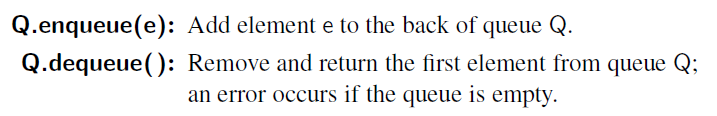 Q.enqueue(e): Add element e to the back of queue Q.
Q.dequeue( ): Remove and return the first element from queue Q;
an error occurs if the queue is empty.